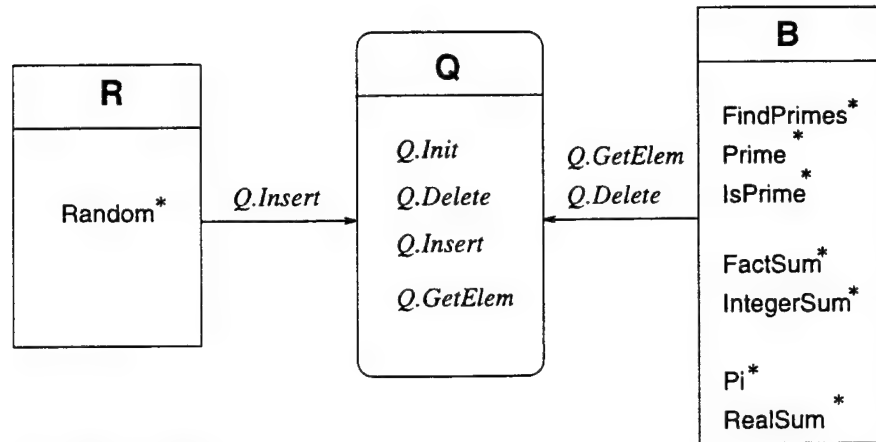 R
Random*
Q.Insert
Q
Q.Init
Q.Delete
Q.Insert
Q.GetElem
Q.GetElem
Q.Delete
B
FindPrimes*
Prime*
IsPrime*
FactSum*
IntegerSum*
Pi*
RealSum*